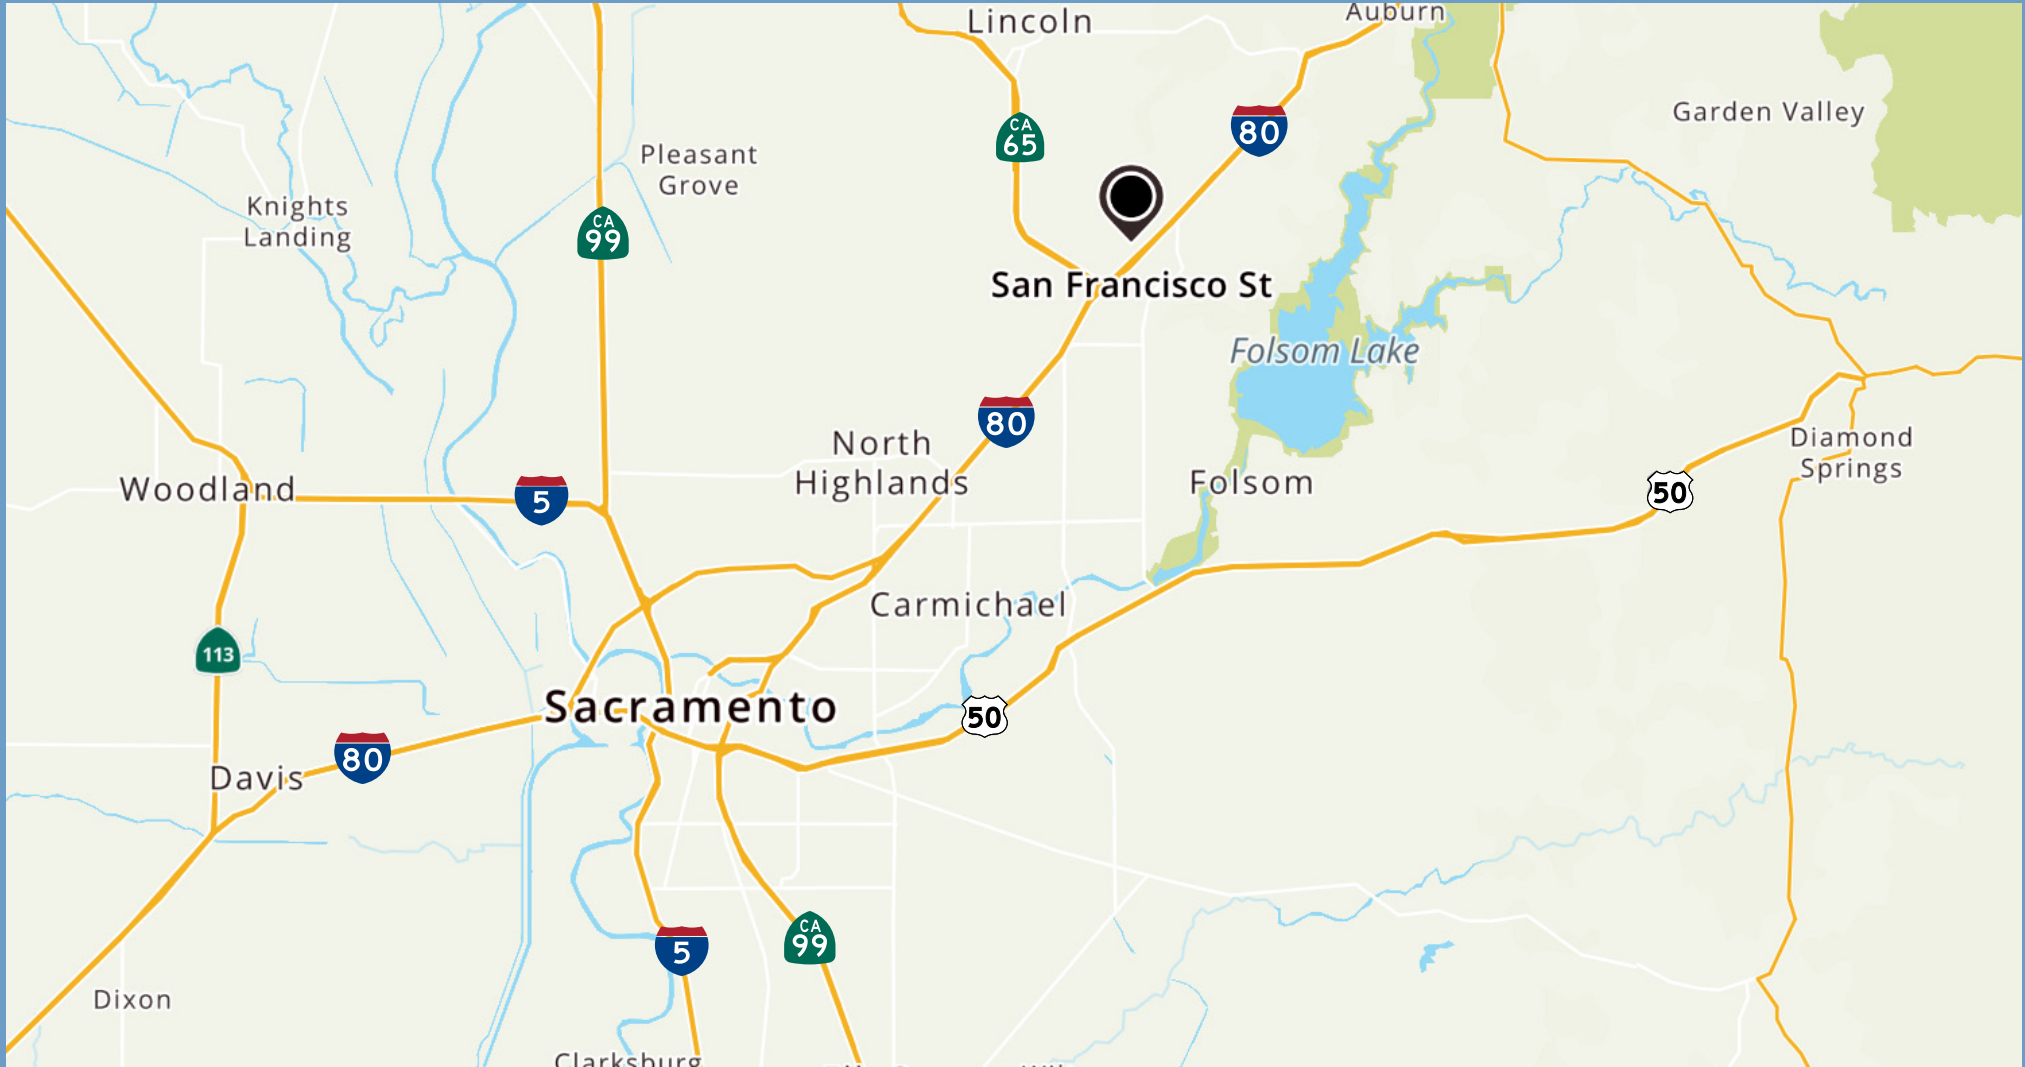 Lincoln
Auburn
Garden Valley
CA
65
80
Pleasant
Grove
Knights
Landing
CA
99
San Francisco St
Folsom Lake
80
North
Highlands
Diamond
Springs
Woodland
5
Folsom
50
Carmichael
113
Sacramento
50
80
Davis
5
CA
99
Dixon
Clarksburg